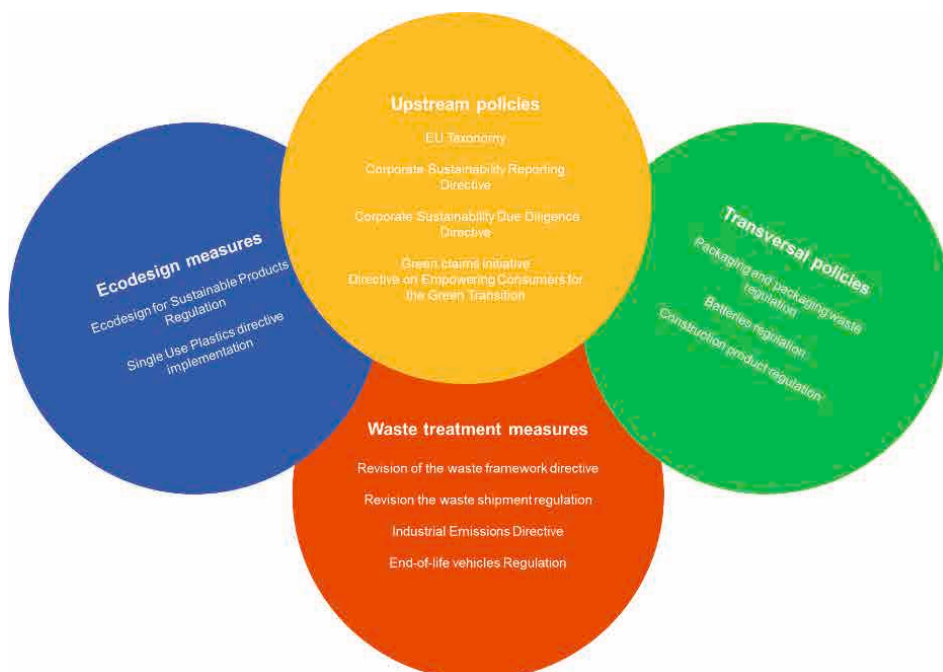 Upstream policies
EU Taxonomy
Corporate Sustainability Reporting
Directive
Corporate Sustainability Due Diligence
Directive
Green claims initiative
Directive on Empowering Consumers for
the Green Transition
Ecodesign measures
Ecodesign for Sustainable Products
Regulation
Single Use Plastics directive
implementation
Transversal policies
Packaging and packaging waste
regulation
Batteries regulation
Construction product regulation
Waste treatment measures
Revision of the waste framework directive
Revision the waste shipment regulation
Industrial Emissions Directive
End-of-life vehicles Regulation